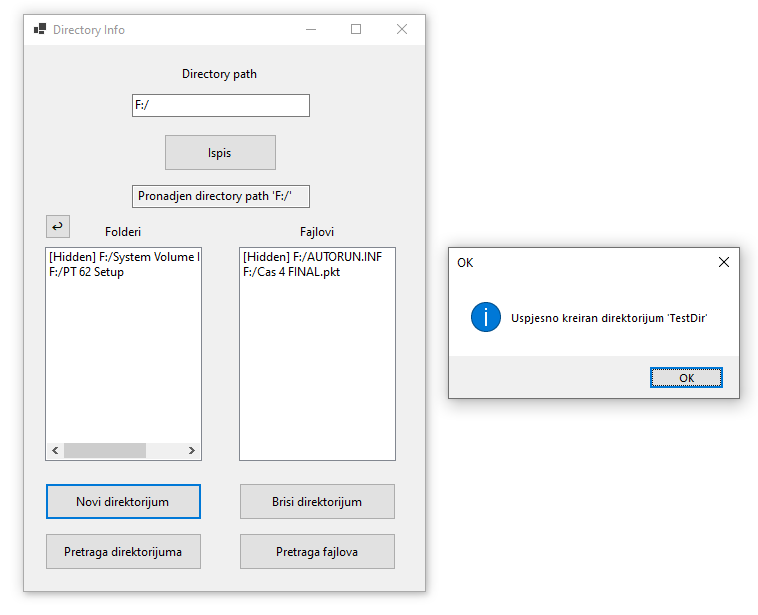 Directory Info
Directory path
F:/
Ispis
Pronadjen directory path 'F:/'
Folderi
Fajlovi
[Hidden] F:/System Volume I
F:/PT 62 Setup
[Hidden] F:/AUTORUN.INF
F:/Cas 4 FINAL.pkt
Novi direktorijum
Brisi direktorijum
Pretraga direktorijuma
Pretraga fajlova
OK
Uspjesno kreiran direktorijum 'TestDir'
OK